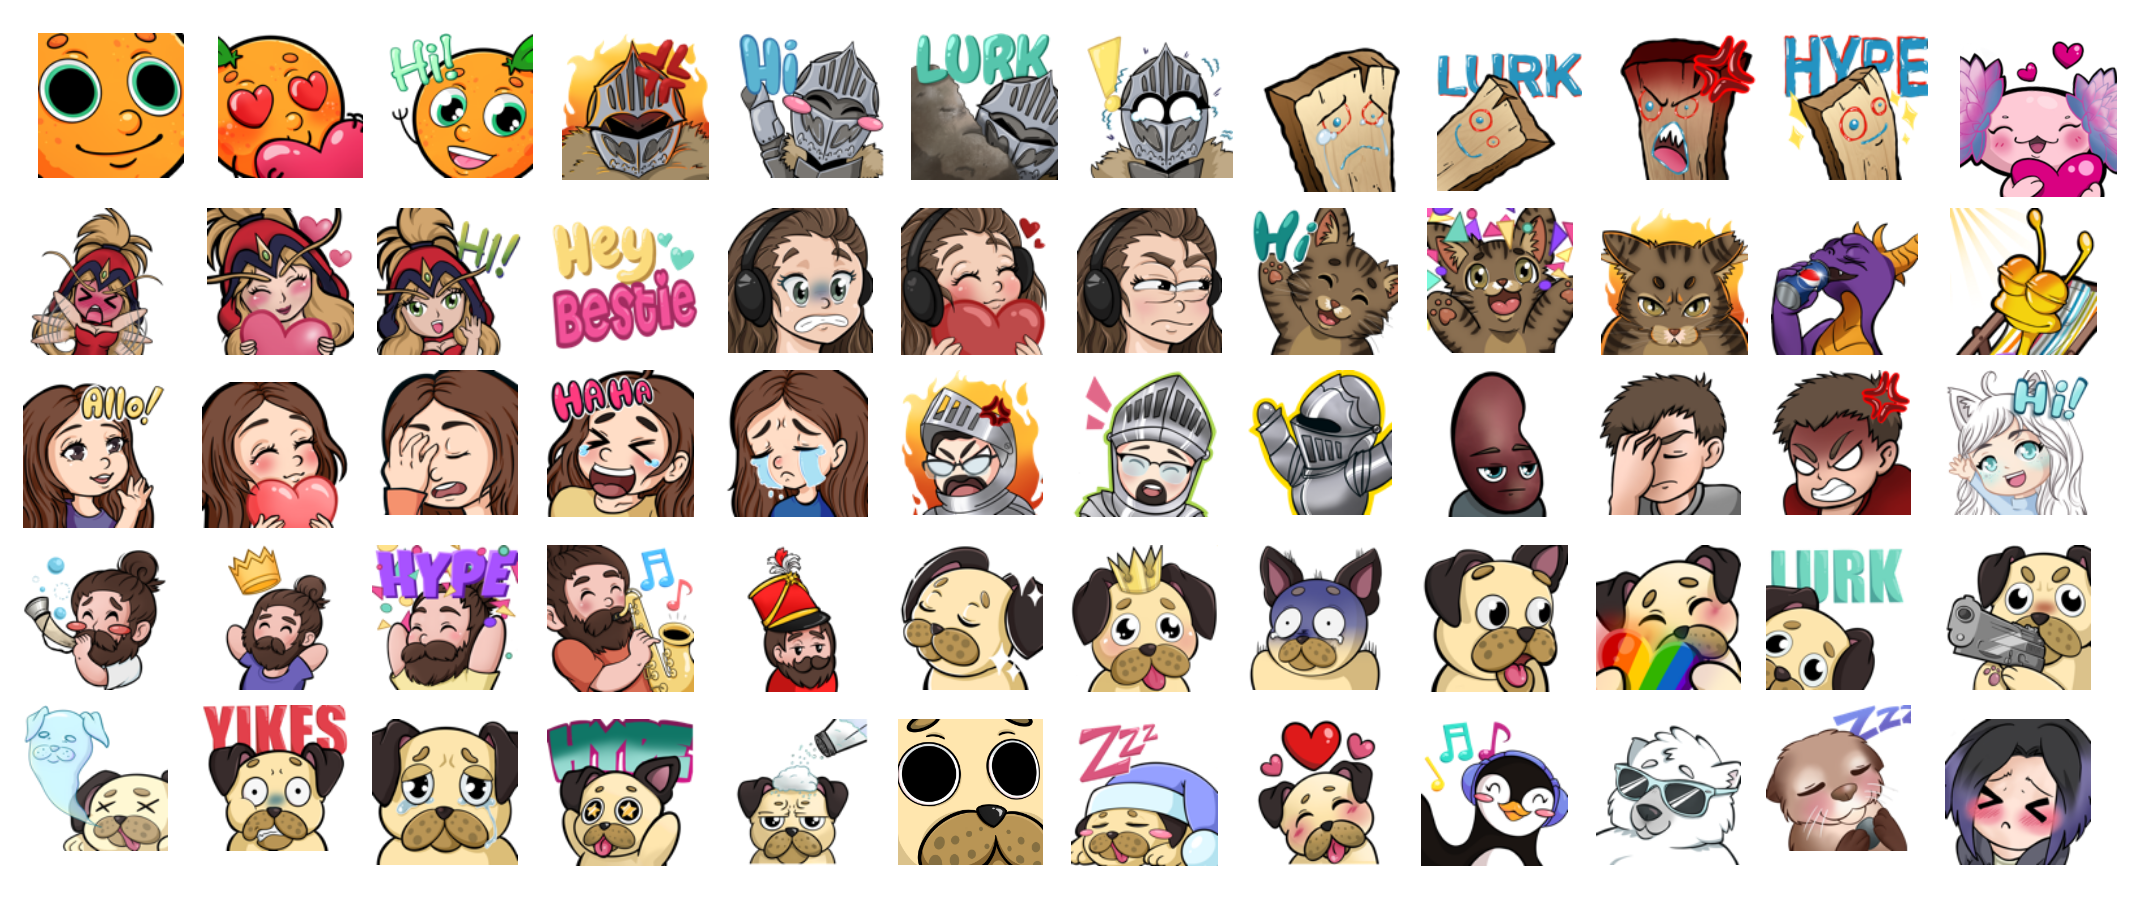 Hi!
Hi
LURK
!
LURK
HYPE
HI!
Hey
Bestie
Hi
Allo!
HAHA
Hi!
HYPE
LURK
YIKES
HYPE
Zzz
Zzz